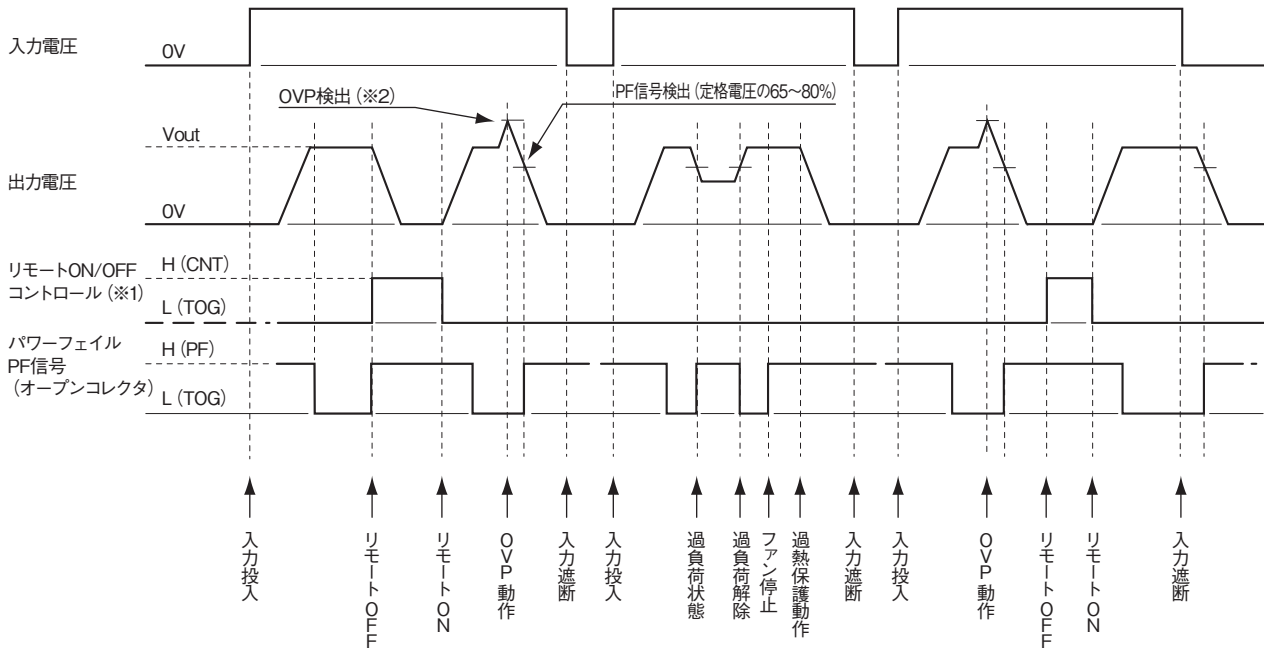 入力電圧
0V
OVP検出（※2）
PF信号検出（定格電圧の65～80%）
Vout
出力電圧
0V
リモートON/OFF
コントロール（※1）
H（CNT）
L（TOG）
パワーフェイル
PF信号
（オープンコレクタ）
H（PF）
L（TOG）
入力投入
リモートOFF
リモートON
OVP動作
入力遮断
入力投入
過負荷状態
過負荷解除
ファン停止
過熱保護動作
入力遮断
入力投入
OVP動作
リモートOFF
リモートON
入力遮断